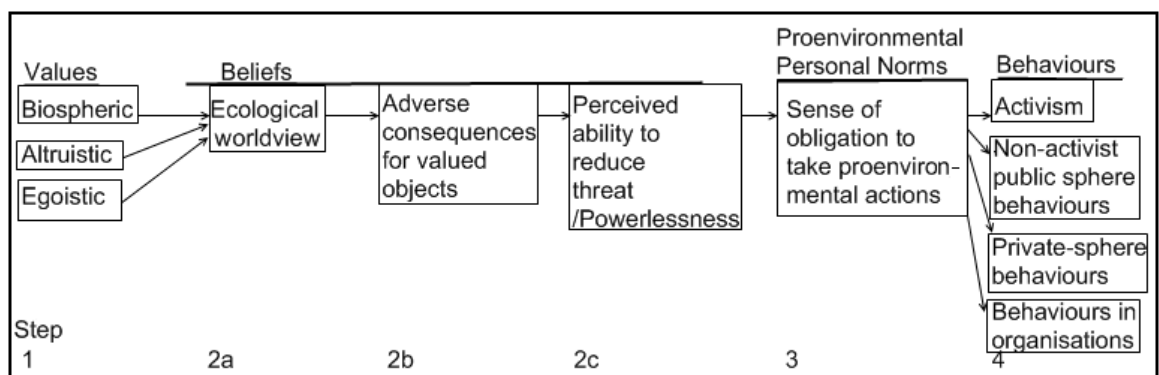 Values
Biospheric
Altruistic
Egoistic
Beliefs
Ecological
worldview
Adverse
consequences
for valued
objects
Perceived
ability to
reduce
threat
/Powerlessness
Proenvironmental
Personal Norms
Sense of
obligation to
take proenviron-
mental actions
Behaviours
Activism
Non-activist
public sphere
behaviours
Private-sphere
behaviours
Behaviours in
organisations
Step
1 2a 2b 2c 3 4